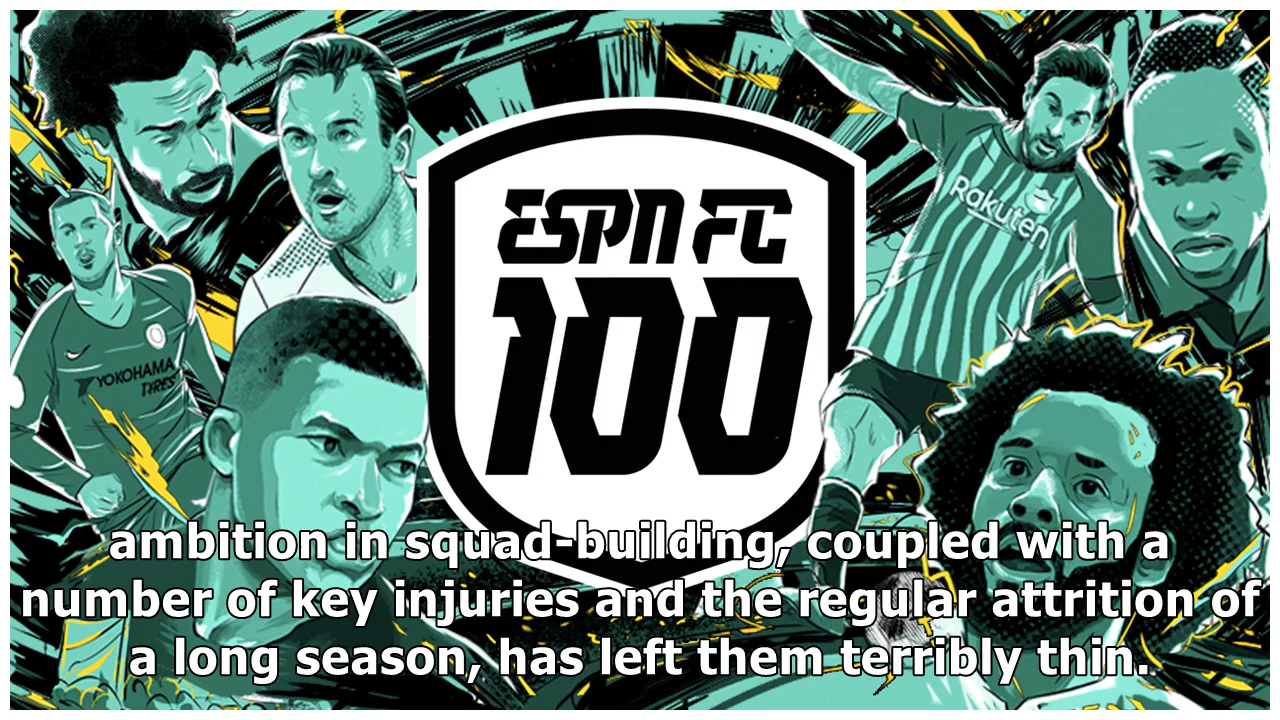 ESPN FC
100
Rakuten
YOKOHAMA
TYRES
ambition in squad-building, coupled with a
number of key injuries and the regular attrition of
a long season, has left them terribly thin.